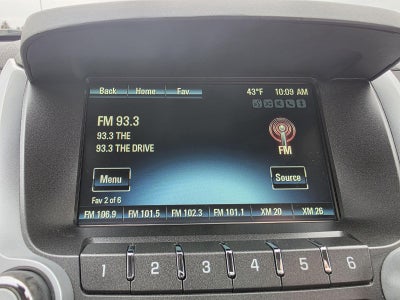 Back Home Fav 43°F 10:09 AM
FM 93.3
93.3 THE
93.3 THE DRIVE
FM
Menu Source
Fav 2 of 6
FM 106.9 FM 101.5 FM 102.3 FM 101.1 XM 20 XM 26
1 2 3 4 5 6